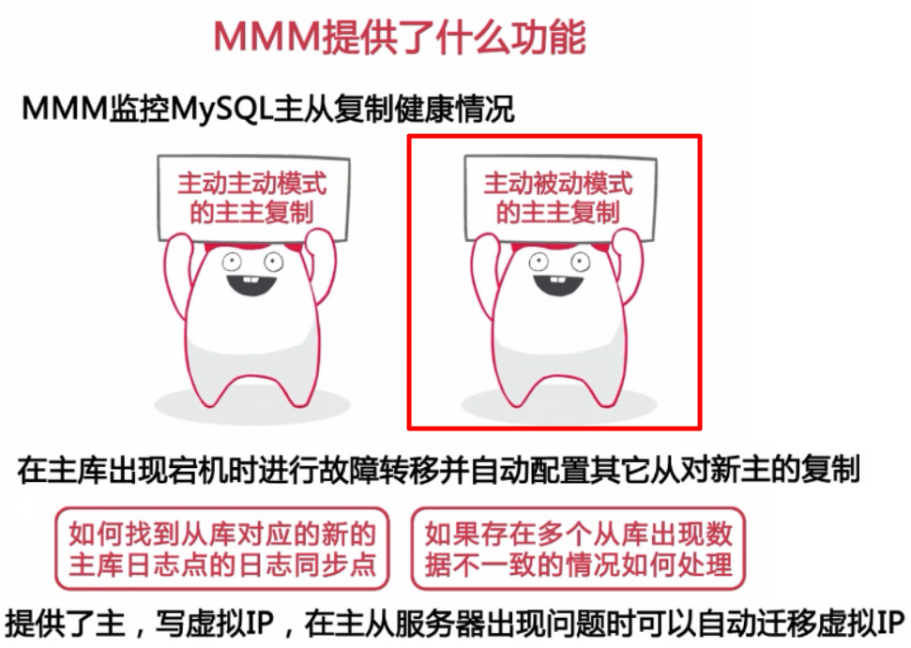 MMM提供了什么功能
MMM监控MySQL主从复制健康情况
主动主动模式
的主主复制
主动被动模式
的主主复制
在主库出现宕机时进行故障转移并自动配置其它从对新主的复制
如何找到从库对应的新的
主库日志点的日志同步点
如果存在多个从库出现数
据不一致的情况如何处理
提供了主，写虚拟IP，在主从服务器出现问题时可以自动迁移虚拟IP